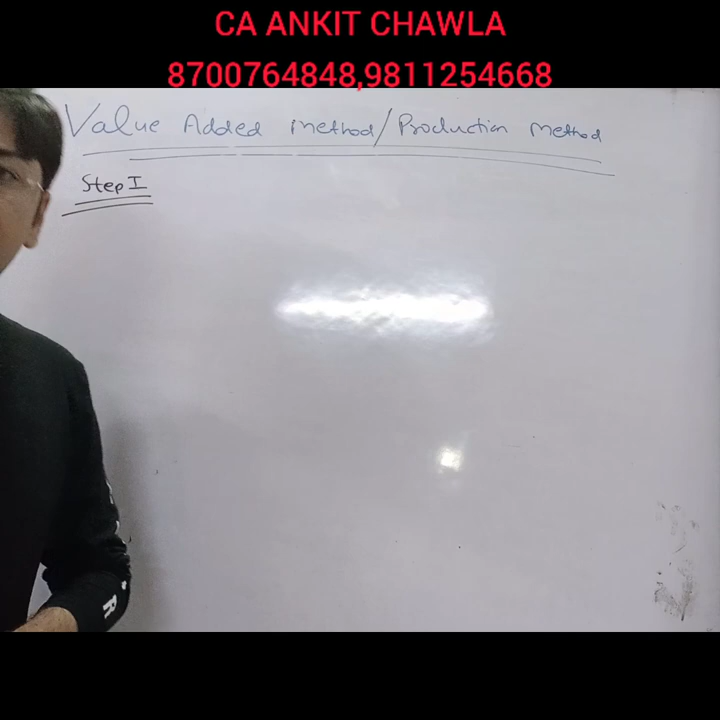 CA ANKIT CHAWLA
8700764848,9811254668
Value Added method/Production Method
Step I